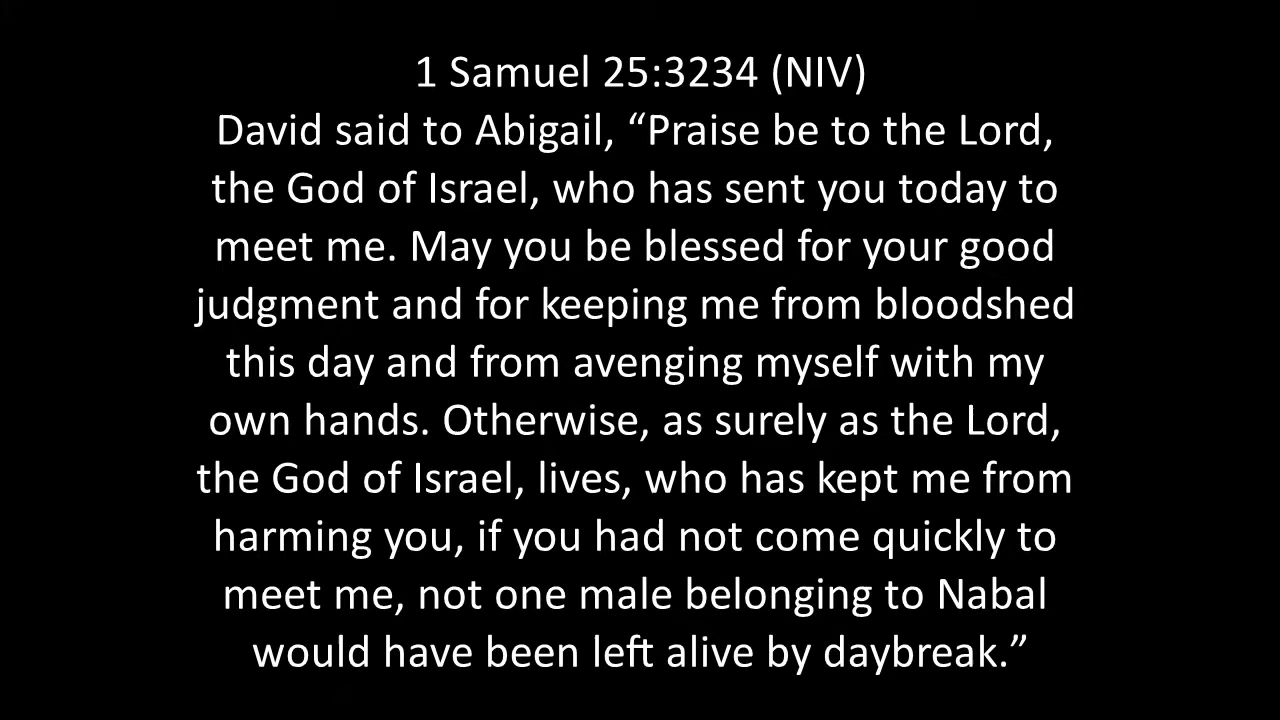 1 Samuel 25:3234 (NIV)
David said to Abigail, “Praise be to the Lord,
the God of Israel, who has sent you today to
meet me. May you be blessed for your good
judgment and for keeping me from bloodshed
this day and from avenging myself with my
own hands. Otherwise, as surely as the Lord,
the God of Israel, lives, who has kept me from
harming you, if you had not come quickly to
meet me, not one male belonging to Nabal
would have been left alive by daybreak.”